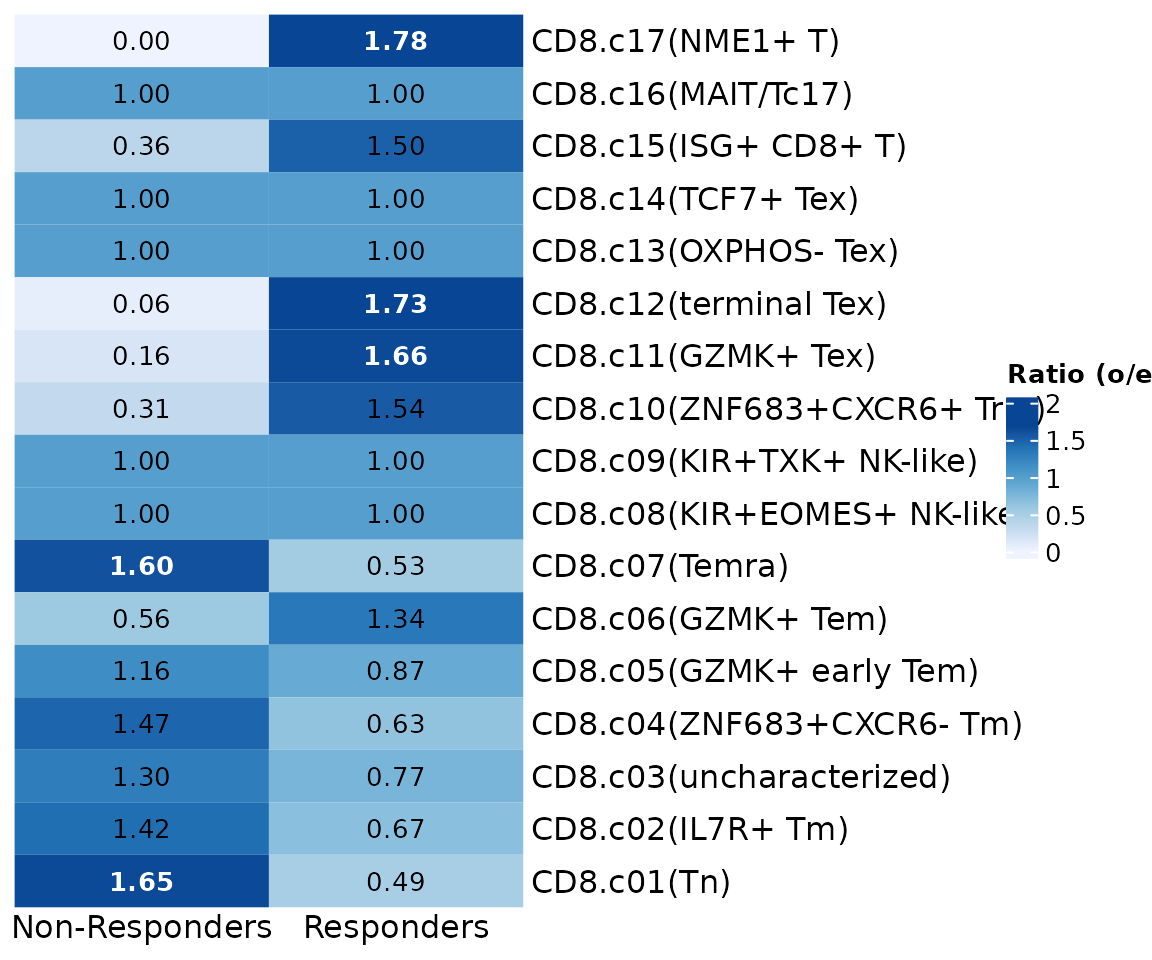 0.00 1.78 CD8.c17(NME1+ T)
1.00 1.00 CD8.c16(MAIT/Tc17)
0.36 1.50 CD8.c15(ISG+ CD8+ T)
1.00 1.00 CD8.c14(TCF7+ Tex)
1.00 1.00 CD8.c13(OXPHOS- Tex)
0.06 1.73 CD8.c12(terminal Tex)
0.16 1.66 CD8.c11(GZMK+ Tex)
0.31 1.54 CD8.c10(ZNF683+CXCR6+
1.00 1.00 CD8.c09(KIR+TXK+ NK-like)
1.00 1.00 CD8.c08(KIR+EOMES+ NK-like
1.60 0.53 CD8.c07(Temra)
0.56 1.34 CD8.c06(GZMK+ Tem)
1.16 0.87 CD8.c05(GZMK+ early Tem)
1.47 0.63 CD8.c04(ZNF683+CXCR6- Tm)
1.30 0.77 CD8.c03(uncharacterized)
1.42 0.67 CD8.c02(IL7R+ Tm)
1.65 0.49 CD8.c01(Tn)
Non-Responders Responders
Ratio (o/e
2
1.5
1
0.5
0